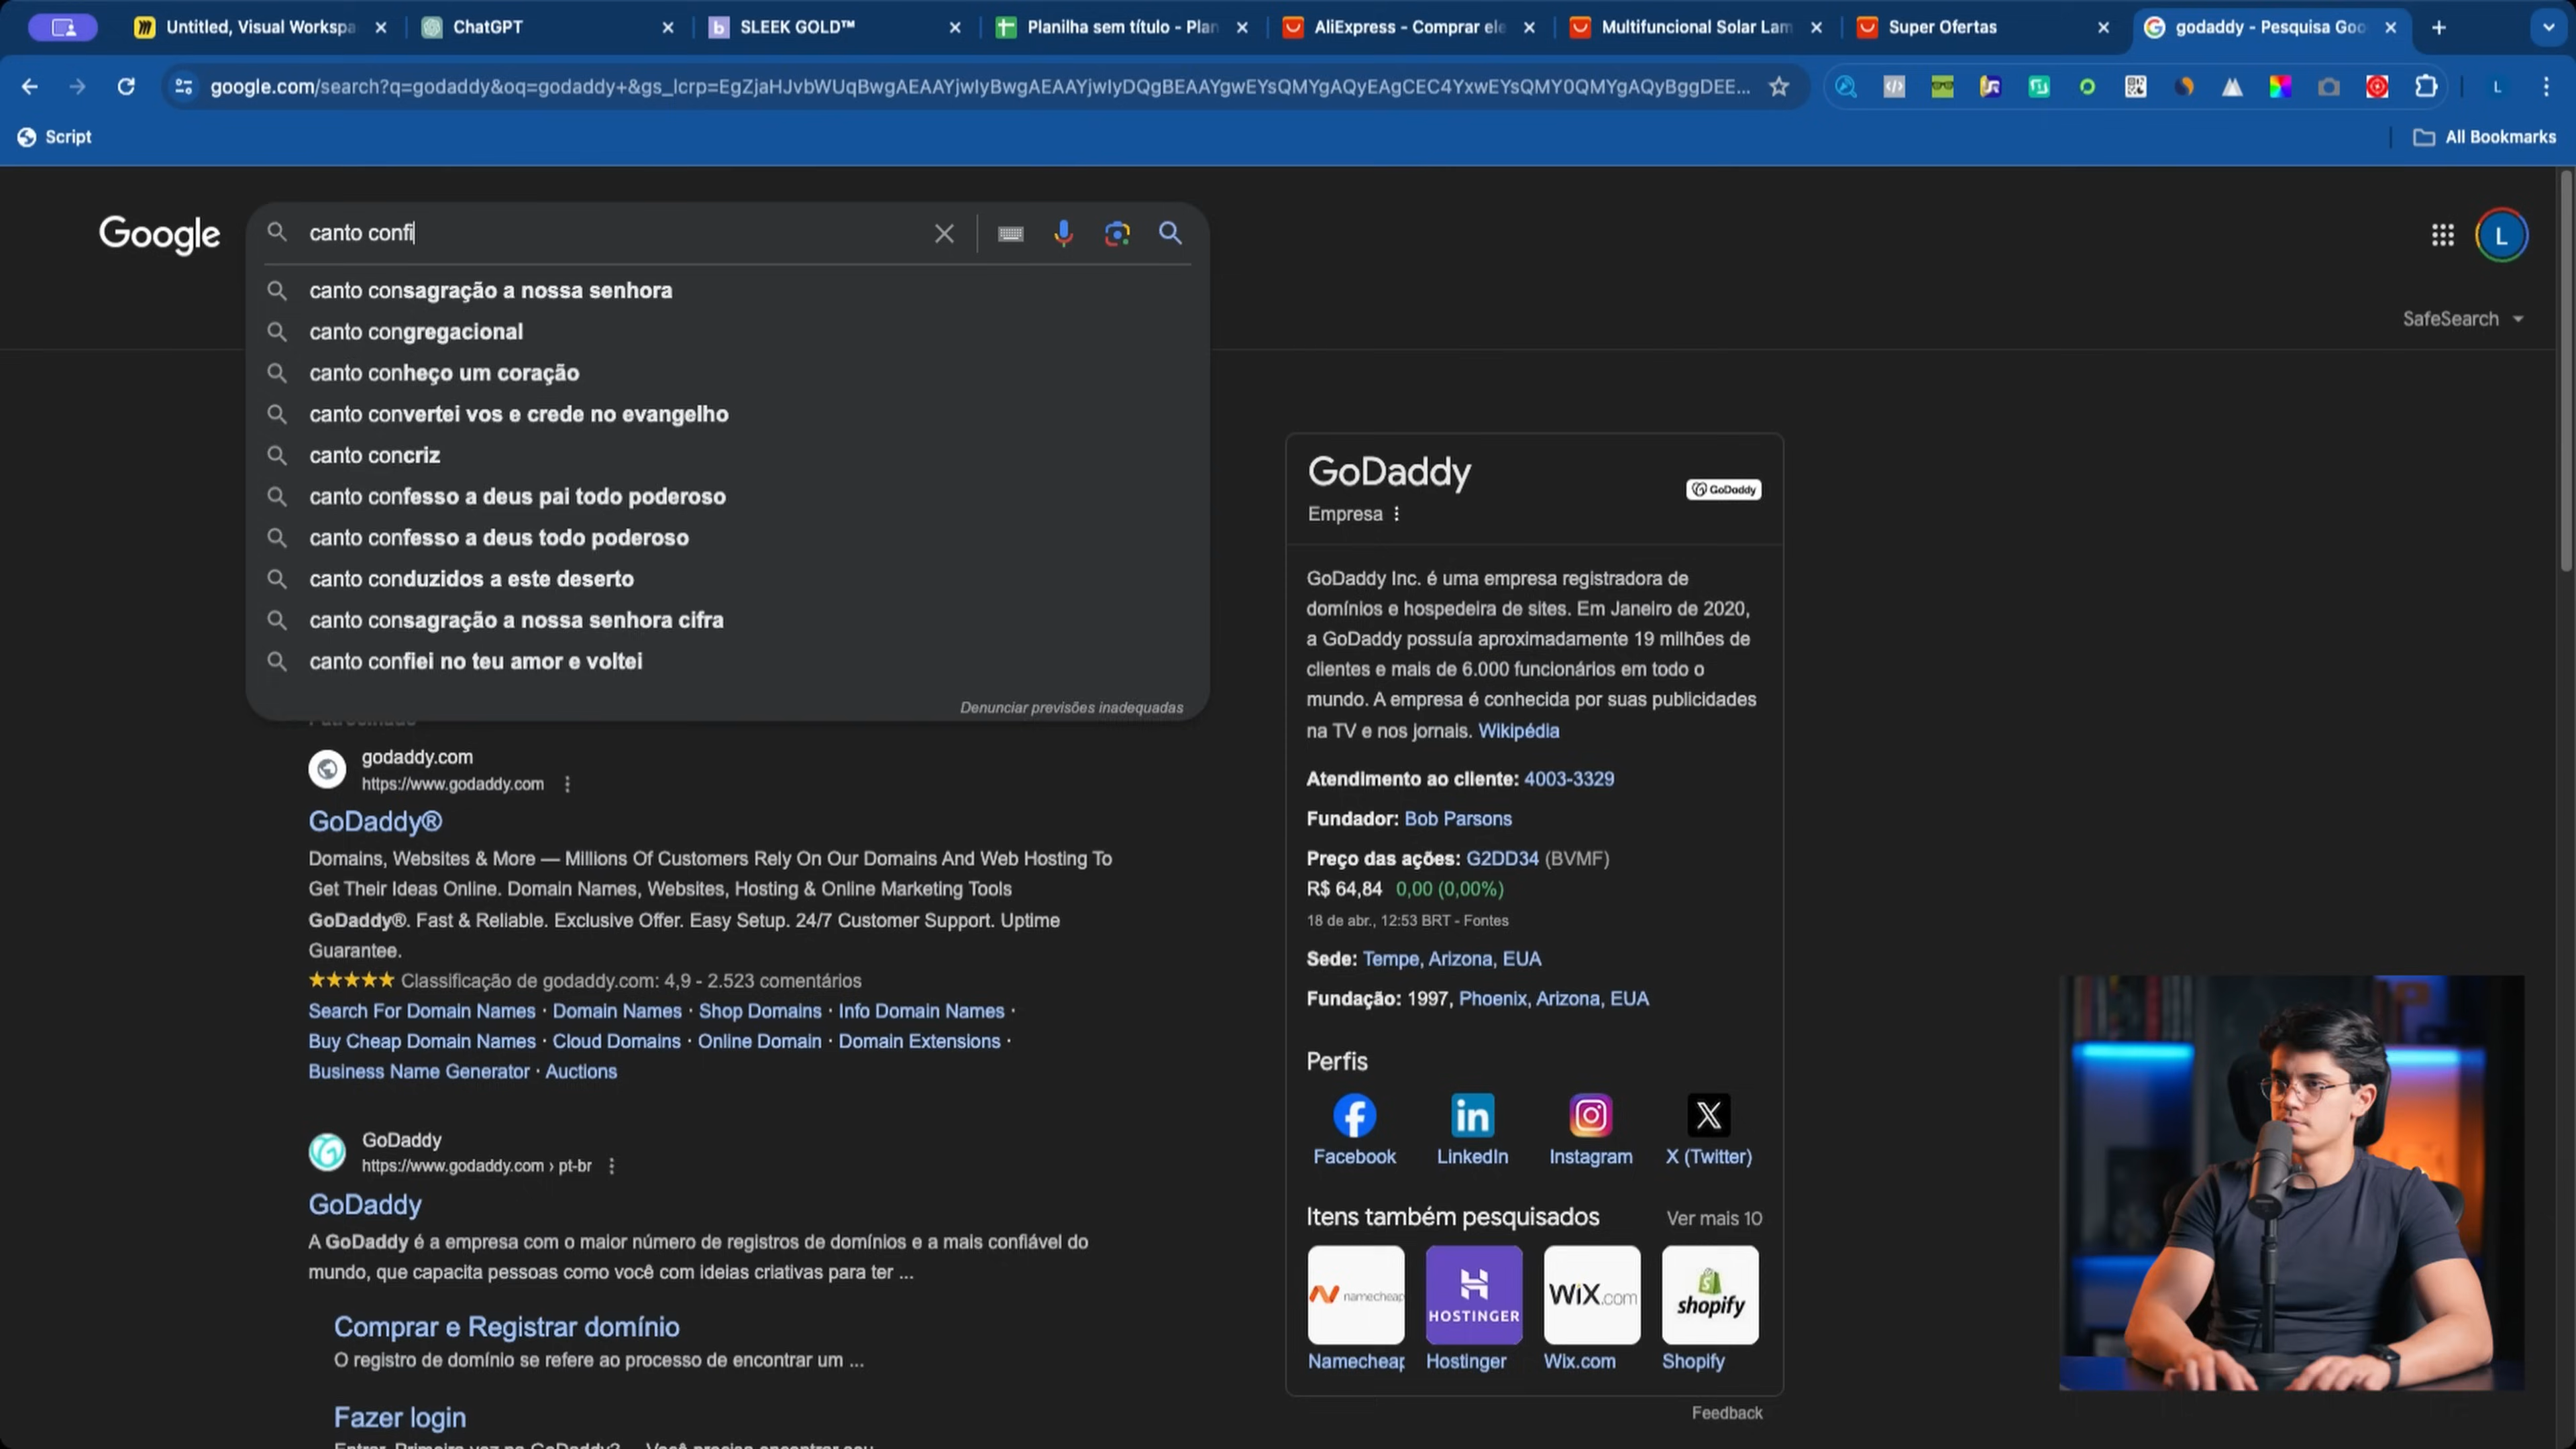 Untitled, Visual Workspa
ChatGPT
SLEEK GOLD™
Planilha sem título - Plan
AliExpress - Comprar ele
Multifuncional Solar Lam
Super Ofertas
godaddy - Pesquisa Goo
google.com/search?q=godaddy&oq=godaddy+&gs_lcrp=EgZjaHJvbWUqBwgAEAAYjwIyBwgAEAAYjwIyDQgBEAAYgwEYsQMYgAQyEAgCEC4YxwEYsQMY0QMYgAQyBggDEE...
L
Script
All Bookmarks
Google
canto confi
L
canto consagração a nossa senhora
canto congregacional
canto conheço um coração
canto convertei vos e crede no evangelho
canto concriz
canto confesso a deus pai todo poderoso
canto confesso a deus todo poderoso
canto conduzidos a este deserto
canto consagração a nossa senhora cifra
canto confiei no teu amor e voltei
Denunciar previsões inadequadas
SafeSearch
godaddy.com
https://www.godaddy.com
GoDaddy®
Domains, Websites & More — Millions Of Customers Rely On Our Domains And Web Hosting To
Get Their Ideas Online. Domain Names, Websites, Hosting & Online Marketing Tools
GoDaddy®. Fast & Reliable. Exclusive Offer. Easy Setup. 24/7 Customer Support. Uptime
Guarantee.
Classificação de godaddy.com: 4,9 - 2.523 comentários
Search For Domain Names · Domain Names · Shop Domains · Info Domain Names ·
Buy Cheap Domain Names · Cloud Domains · Online Domain · Domain Extensions ·
Business Name Generator · Auctions
GoDaddy
https://www.godaddy.com › pt-br
GoDaddy
A GoDaddy é a empresa com o maior número de registros de domínios e a mais confiável do
mundo, que capacita pessoas como você com ideias criativas para ter ...
Comprar e Registrar domínio
O registro de domínio se refere ao processo de encontrar um ...
Fazer login
GoDaddy
GoDaddy
Empresa
GoDaddy Inc. é uma empresa registradora de
domínios e hospedeira de sites. Em Janeiro de 2020,
a GoDaddy possuía aproximadamente 19 milhões de
clientes e mais de 6.000 funcionários em todo o
mundo. A empresa é conhecida por suas publicidades
na TV e nos jornais. Wikipédia
Atendimento ao cliente: 4003-3329
Fundador: Bob Parsons
Preço das ações: G2DD34 (BVMF)
R$ 64,84 0,00 (0,00%)
18 de abr., 12:53 BRT - Fontes
Sede: Tempe, Arizona, EUA
Fundação: 1997, Phoenix, Arizona, EUA
Perfis
Facebook
LinkedIn
Instagram
X (Twitter)
Itens também pesquisados
Ver mais 10
namecheap
HOSTINGER
WiX.com
shopify
Namecheap
Hostinger
Wix.com
Shopify
Feedback